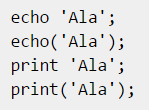 echo 'Ala';
echo('Ala');
print 'Ala';
print('Ala');